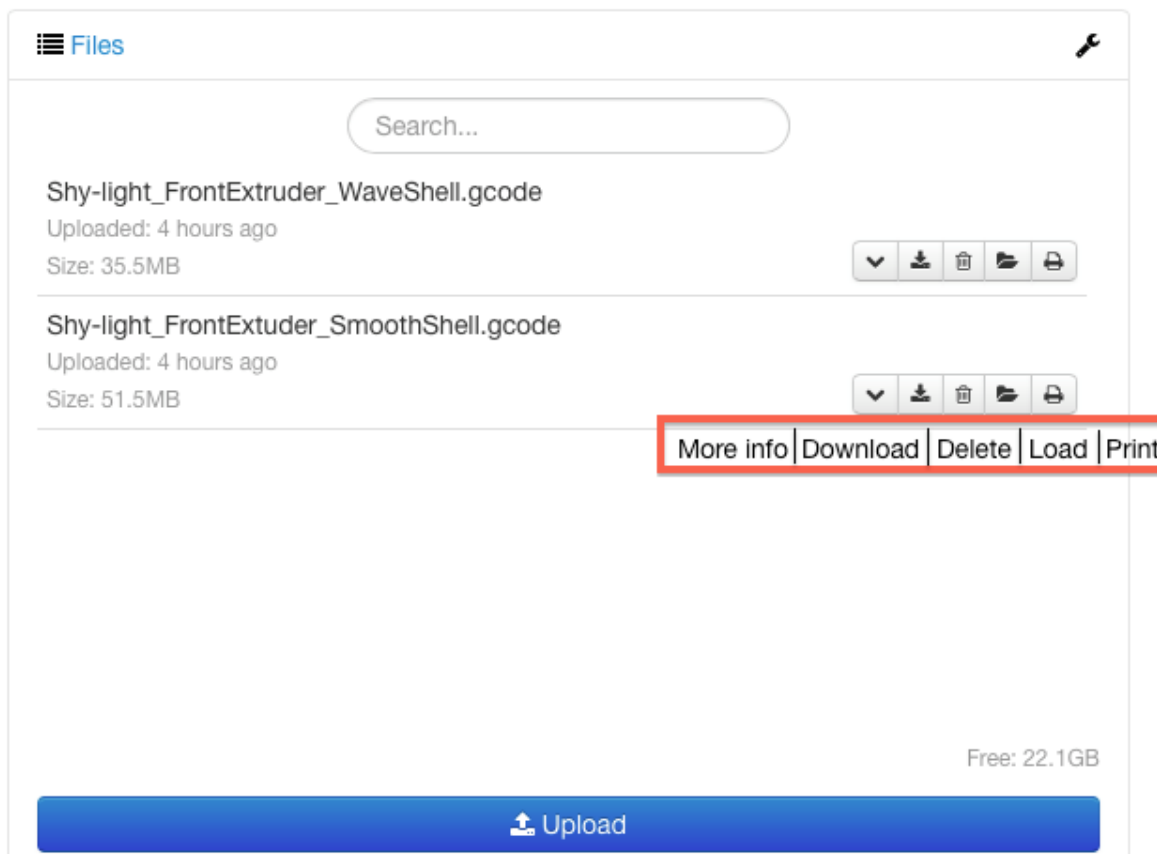 Files
Search...
Shy-light_FrontExtruder_WaveShell.gcode
Uploaded: 4 hours ago
Size: 35.5MB
Shy-light_FrontExtuder_SmoothShell.gcode
Uploaded: 4 hours ago
Size: 51.5MB
More info|Download|Delete|Load|Print
Free: 22.1GB
Upload